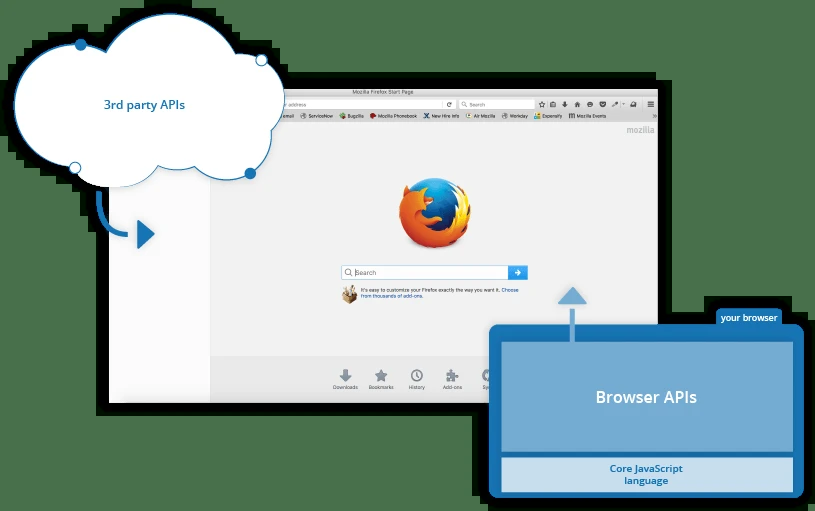 3rd party APIs
Mozilla Firefox Start Page
address
Search
email ServiceNow Bugzilla Mozilla Phonebook New Hire Info Air Mozilla Workday Expensify Mozilla Events
mozilla
Search
It's easy to customize your Firefox exactly the way you want it. Choose
from thousands of add-ons.
Downloads Bookmarks History Add-ons
your browser
Browser APIs
Core JavaScript
language